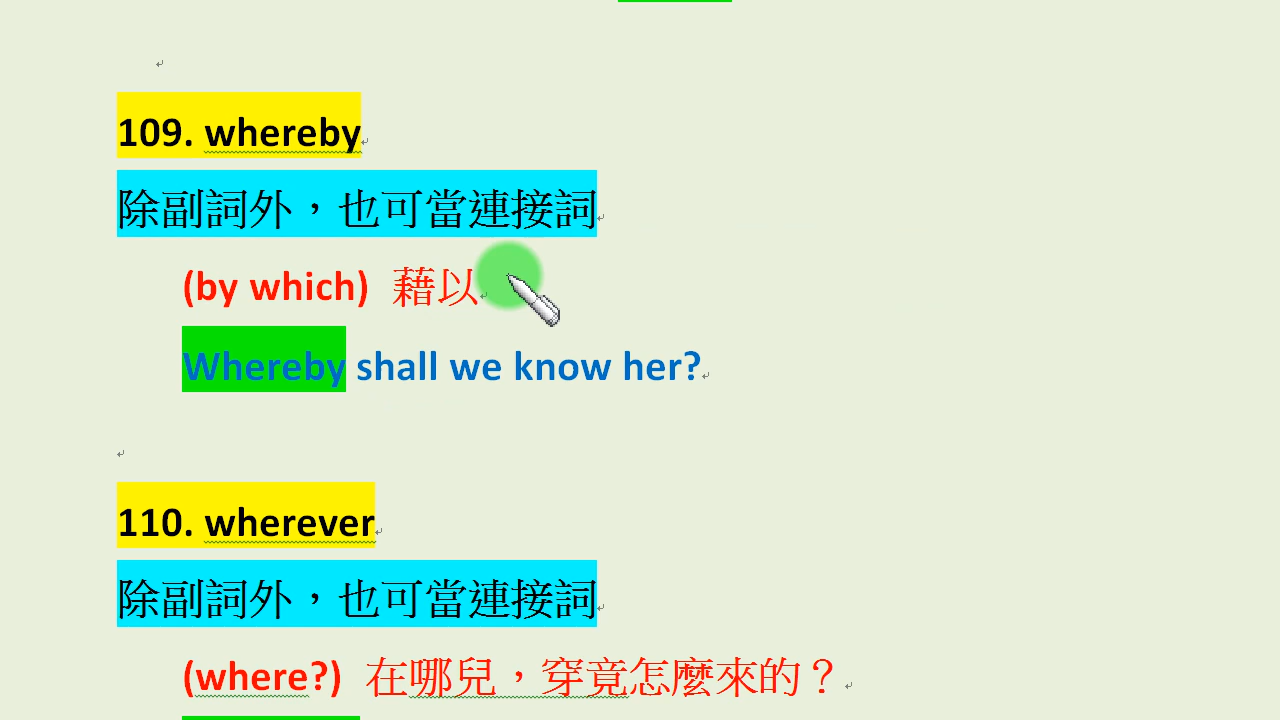 109. whereby
除副詞外，也可當連接詞
(by which) 藉以
Whereby shall we know her?
110. wherever
除副詞外，也可當連接詞
(where?) 在哪兒，穿竟怎麼來的？